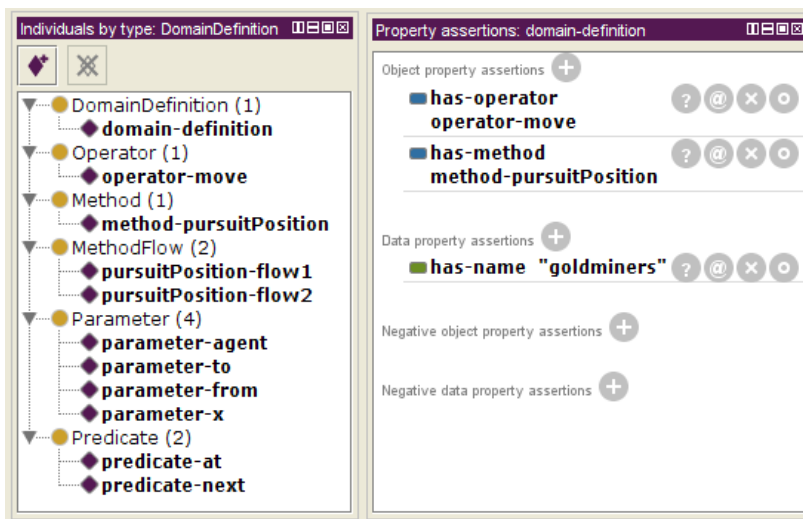 Individuals by type: DomainDefinition
DomainDefinition (1)
domain-definition
Operator (1)
operator-move
Method (1)
method-pursuitPosition
MethodFlow (2)
pursuitPosition-flow1
pursuitPosition-flow2
Parameter (4)
parameter-agent
parameter-to
parameter-from
parameter-x
Predicate (2)
predicate-at
predicate-next
Property assertions: domain-definition
Object property assertions
has-operator
operator-move
has-method
method-pursuitPosition
Data property assertions
has-name "goldminers"
Negative object property assertions
Negative data property assertions